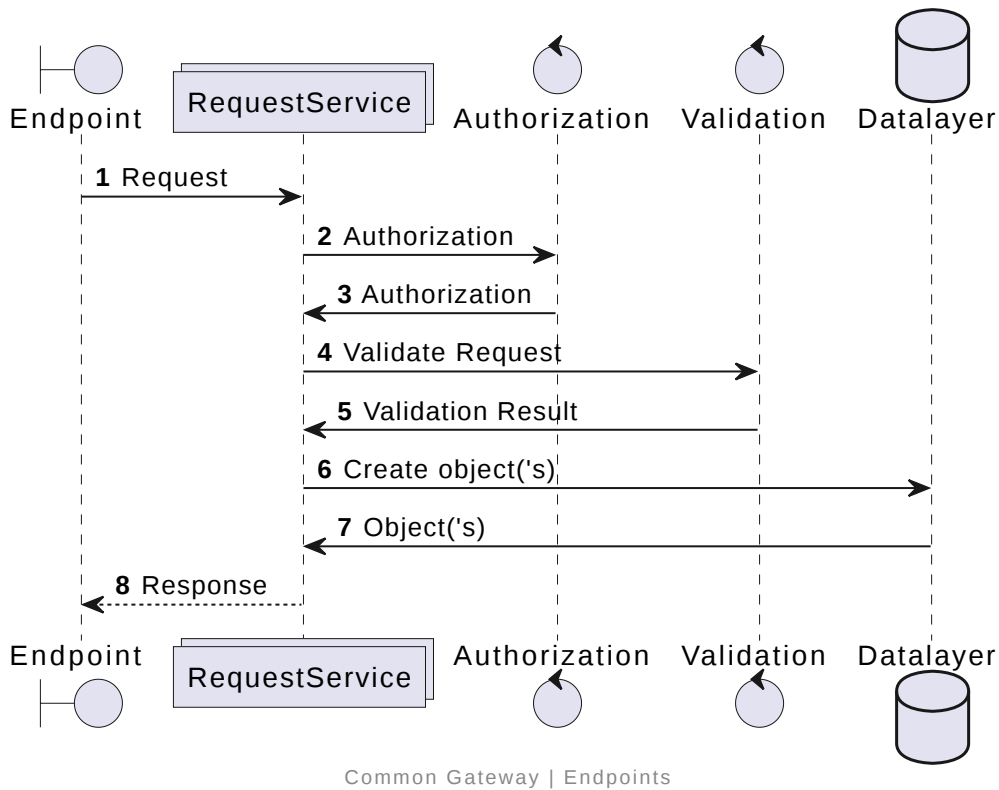 Endpoint RequestService Authorization Validation Datalayer
1 Request
2 Authorization
3 Authorization
4 Validate Request
5 Validation Result
6 Create object('s)
7 Object('s)
8 Response
Endpoint RequestService Authorization Validation Datalayer
Common Gateway | Endpoints